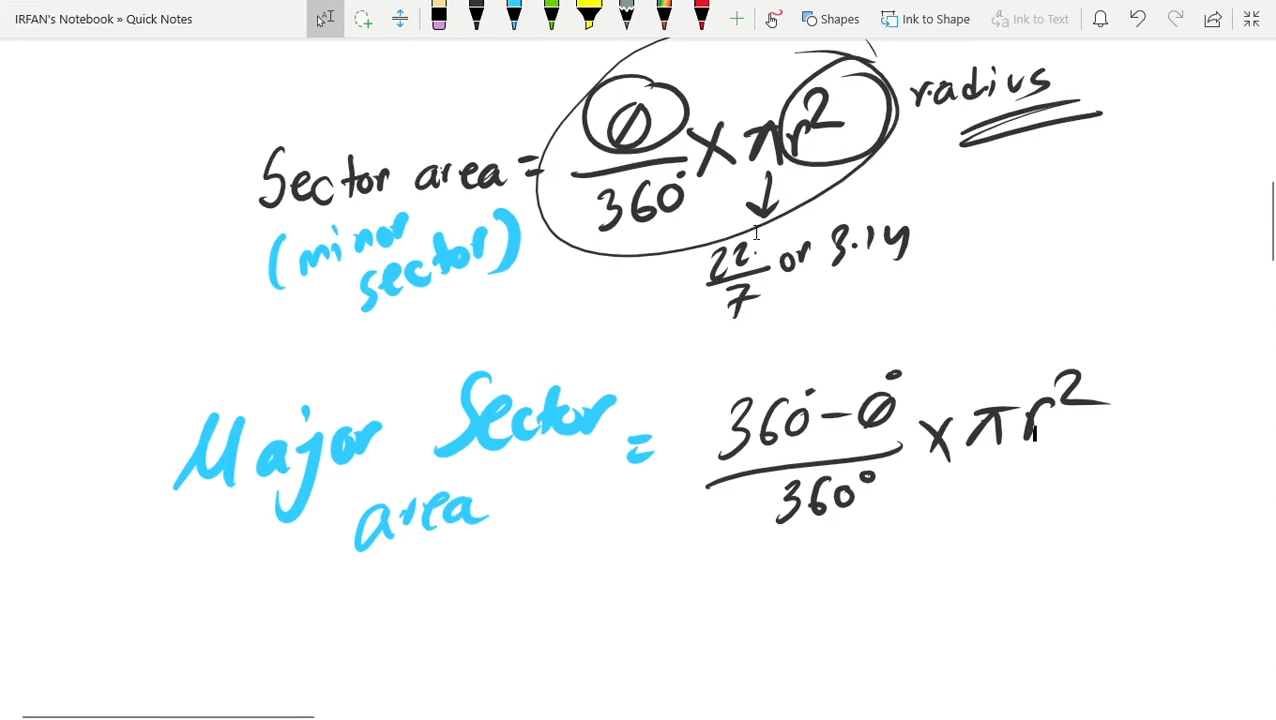 IRFAN's Notebook » Quick Notes
Shapes Ink to Shape Ink to Text
Sector area = θ/360° × πr² radius
(minor sector)
22/7 or 3.14
Major Sector area = 360° - θ°/360° × πr²